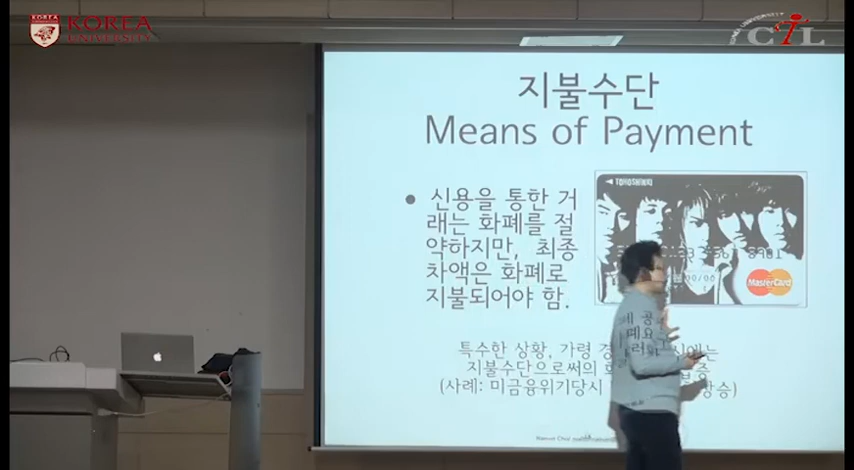 KOREA
UNIVERSITY
CTL
지불수단
Means of Payment
• 신용을 통한 거
래는 화폐를 절
약하지만, 최종
차액은 화폐로
지불되어야 함.
MasterCard
특수한 상황, 가령
지불수단으로써의
(사례: 미금융위기당시